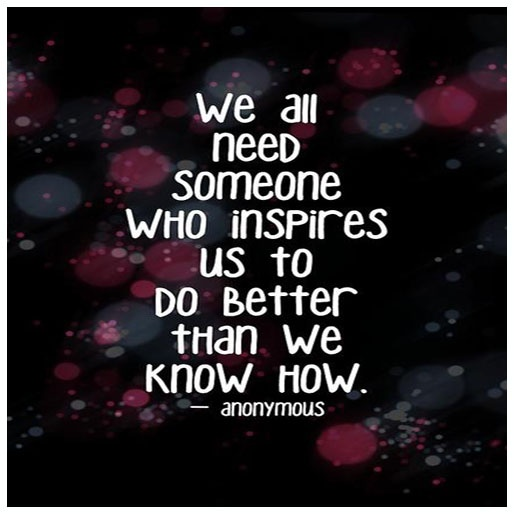 We all
need
someone
WHO inspires
us to
DO Better
tHan We
KNOW HOW.
— anonymous